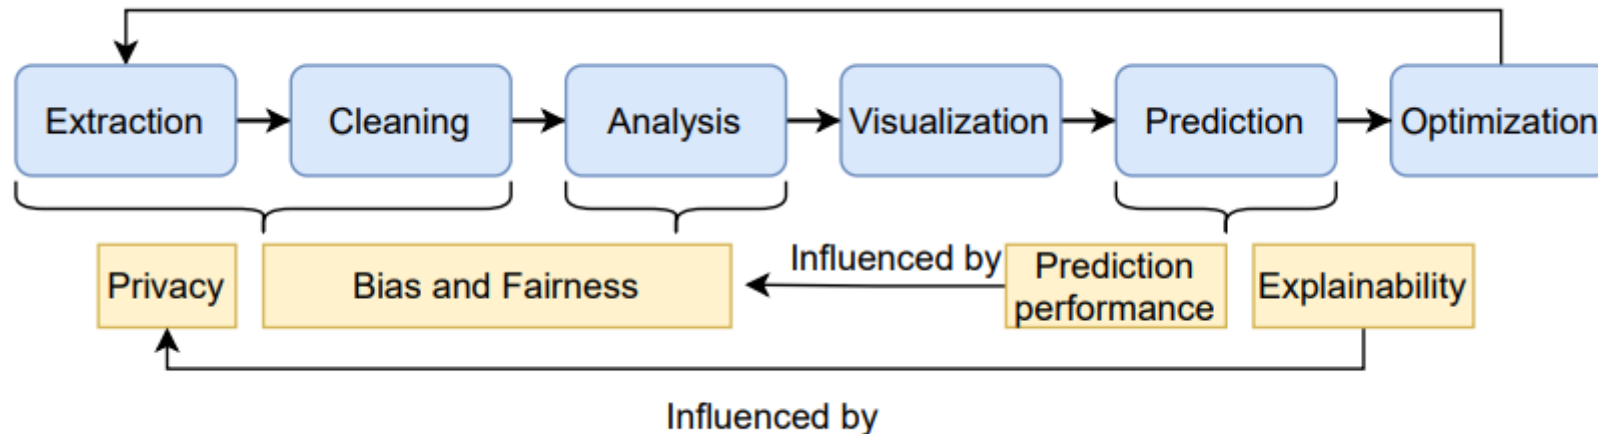 Extraction
Cleaning
Analysis
Visualization
Prediction
Optimization
Privacy
Bias and Fairness
Influenced by
Prediction
performance
Explainability
Influenced by